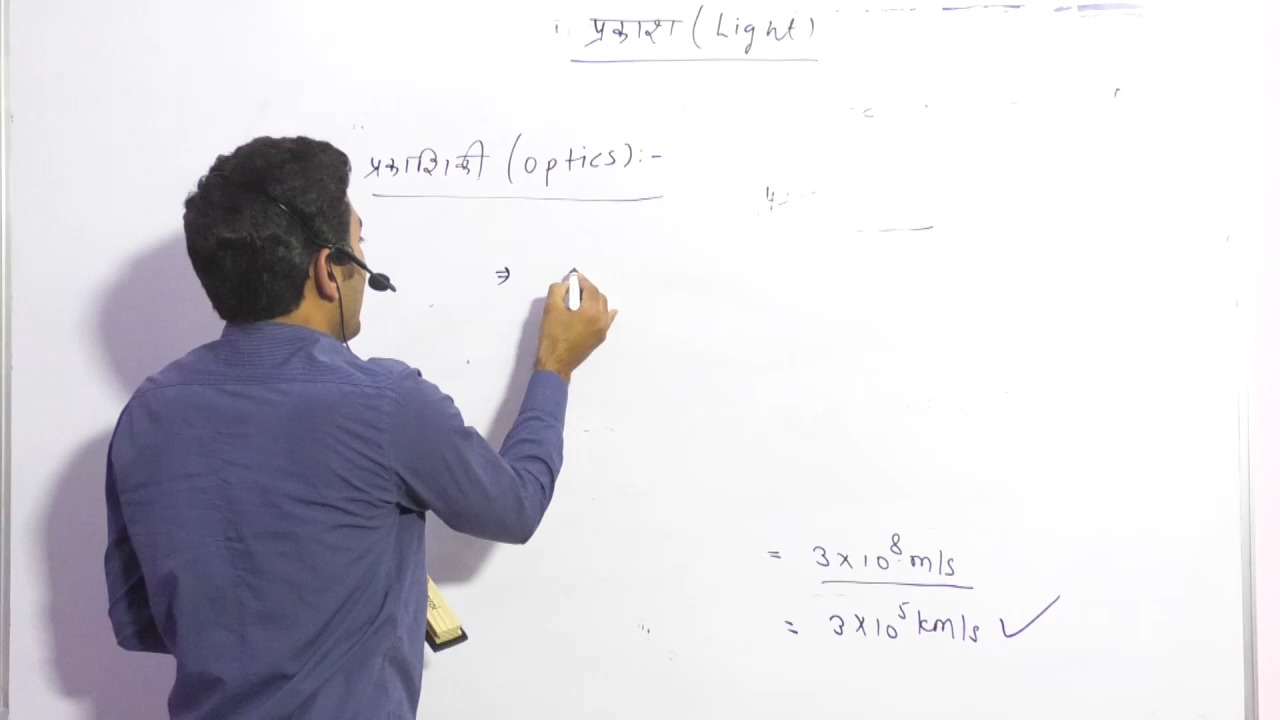 प्रकाश (Light)
प्रकाशिकी (Optics):-
⇒
= 3×10⁸ m/s
= 3×10⁵ km/s ✓